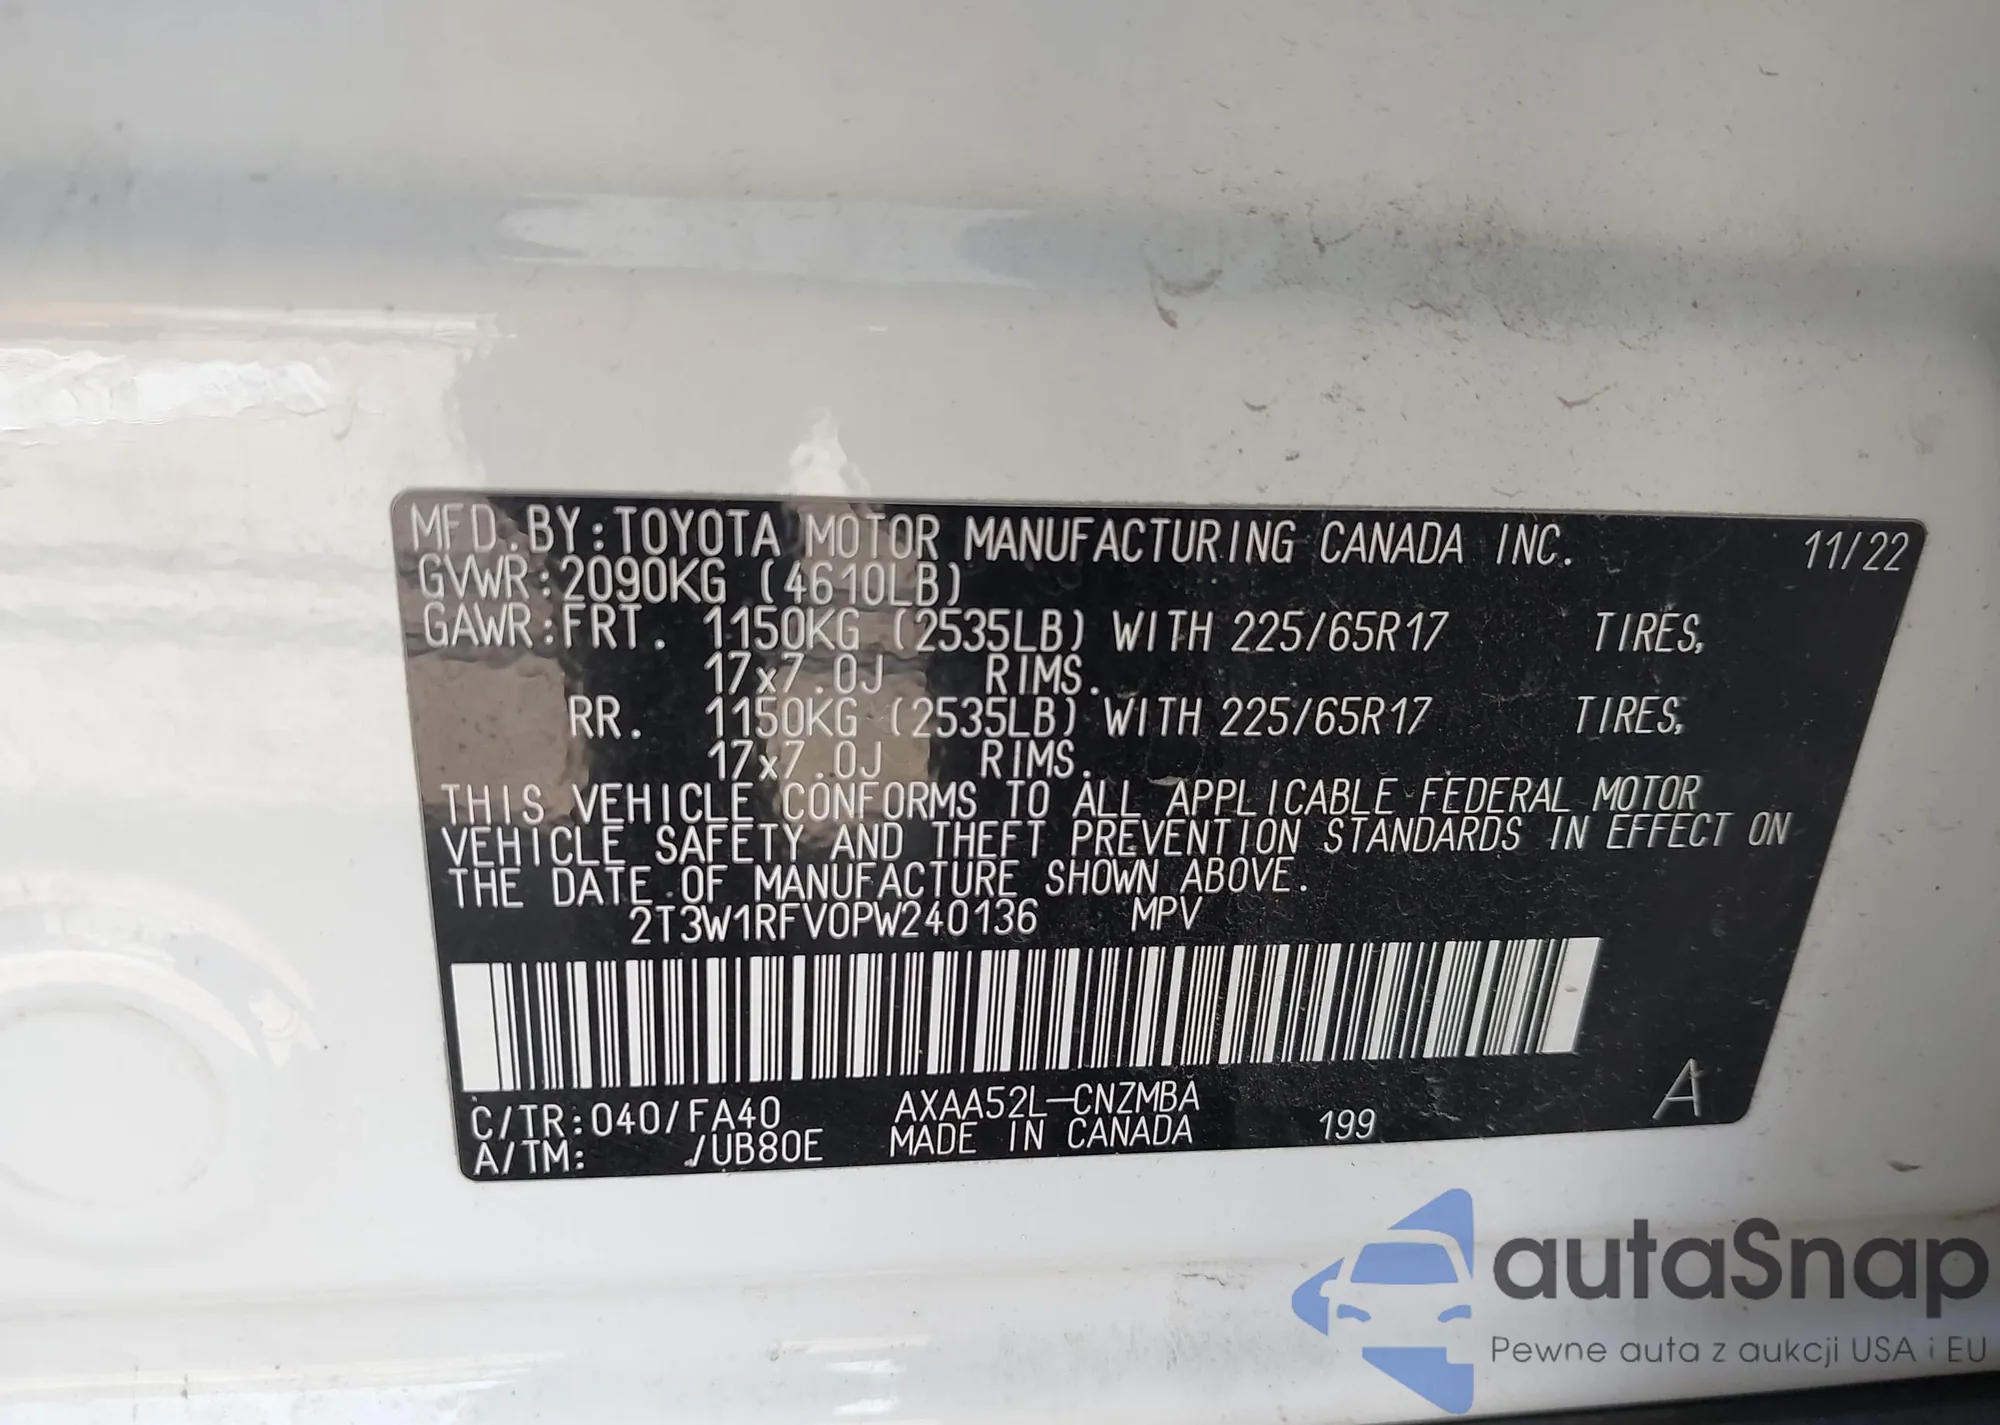 MFD. BY: TOYOTA MOTOR MANUFACTURING CANADA INC. 11/22
GVWR: 2090KG (4610LB)
GAWR: FRT. 1150KG (2535LB) WITH 225/65R17 TIRES,
17x7.0J RIMS.
RR. 1150KG (2535LB) WITH 225/65R17 TIRES,
17x7.0J RIMS.
THIS VEHICLE CONFORMS TO ALL APPLICABLE FEDERAL MOTOR
VEHICLE SAFETY AND THEFT PREVENTION STANDARDS IN EFFECT ON
THE DATE OF MANUFACTURE SHOWN ABOVE.
2T3W1RFV0PW240136 MPV
C/TR: 040/FA40 AXAA52L-CNZMBA A
A/TM: /UB80E MADE IN CANADA 199
autaSnap
Pewne auta z aukcji USA i EU